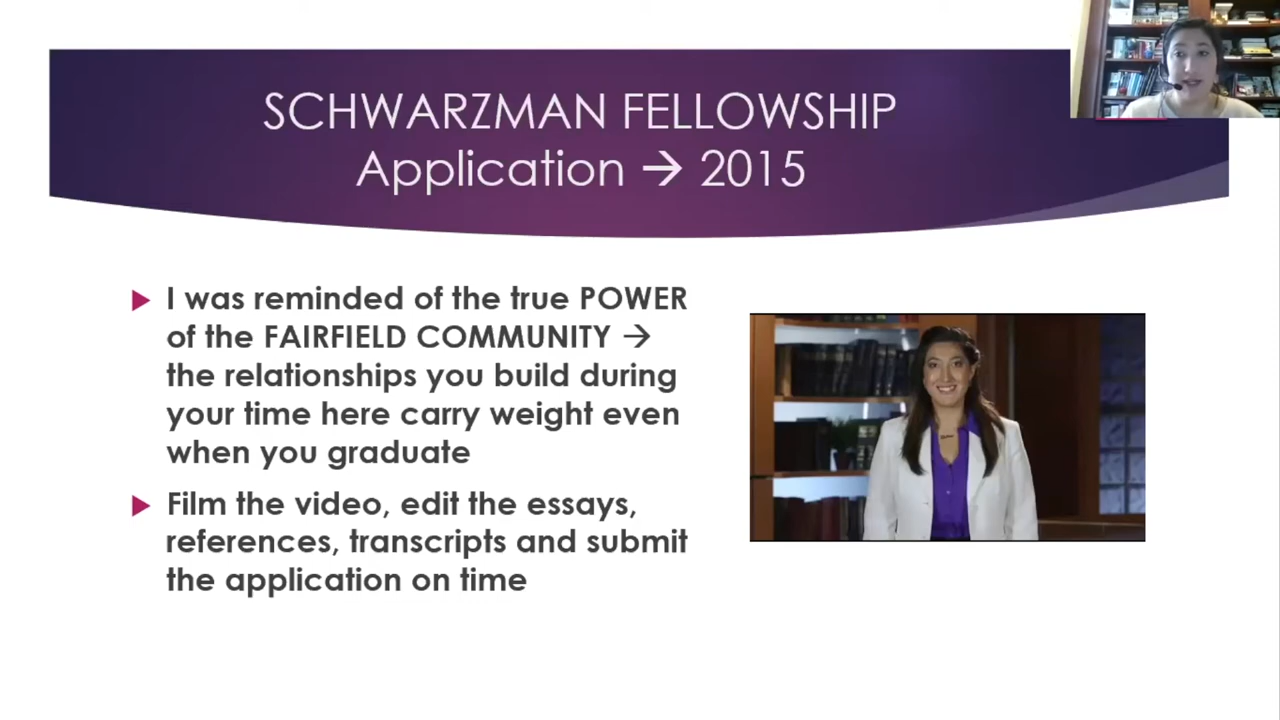 SCHWARZMAN FELLOWSHIP
Application → 2015
I was reminded of the true POWER
of the FAIRFIELD COMMUNITY →
the relationships you build during
your time here carry weight even
when you graduate
Film the video, edit the essays,
references, transcripts and submit
the application on time